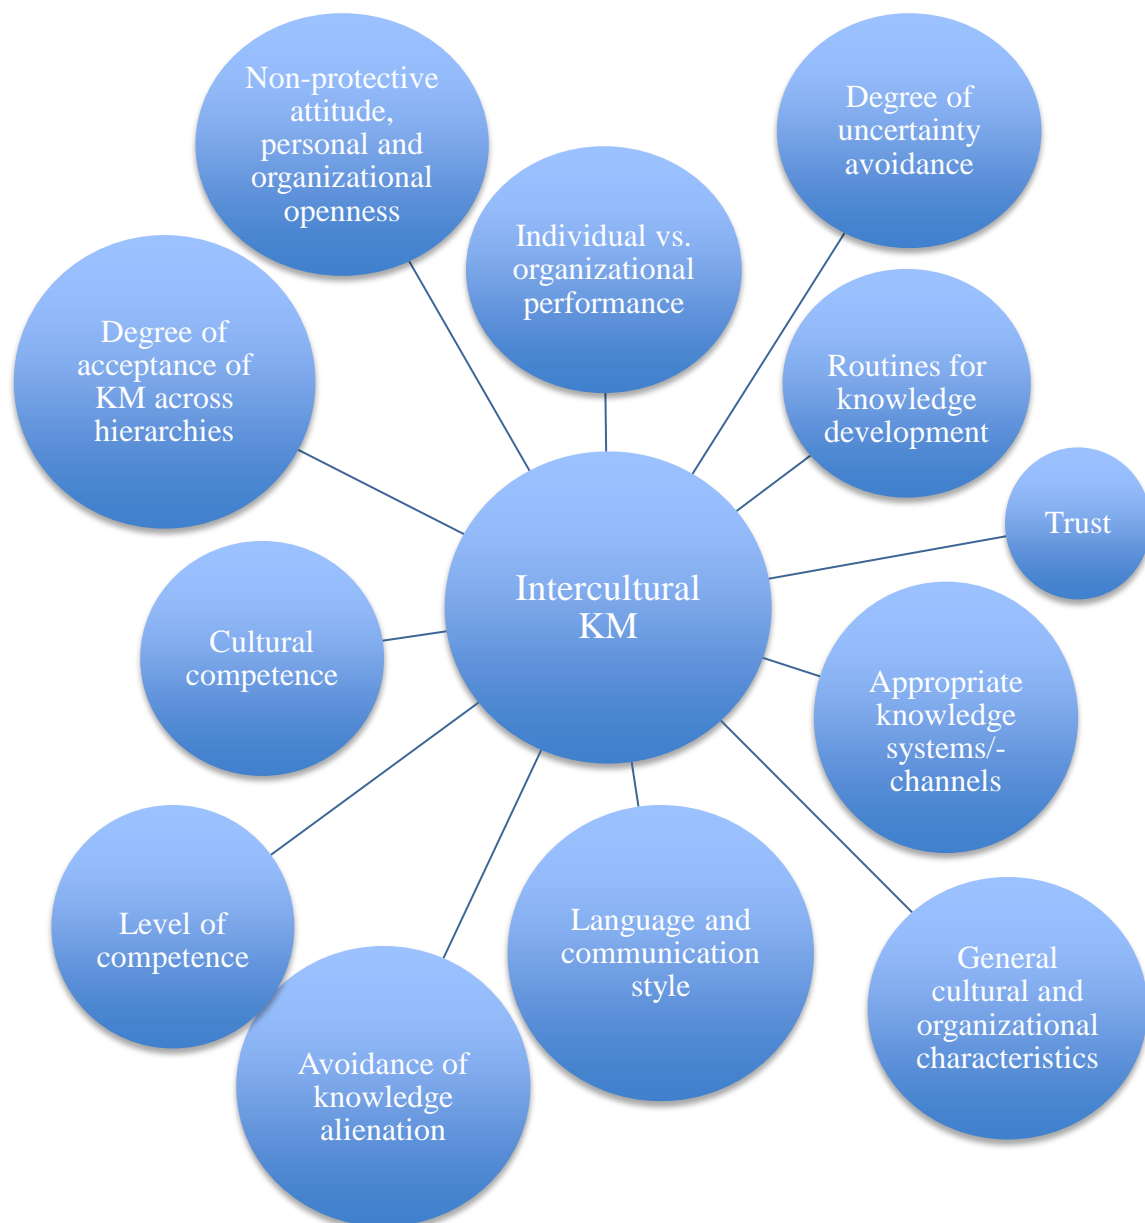 Non-protective
attitude,
personal and
organizational
openness
Degree of
uncertainty
avoidance
Individual vs.
organizational
performance
Degree of
acceptance of
KM across
hierarchies
Routines for
knowledge
development
Trust
Intercultural
KM
Cultural
competence
Appropriate
knowledge
systems/-
channels
Level of
competence
Language and
communication
style
General
cultural and
organizational
characteristics
Avoidance of
knowledge
alienation